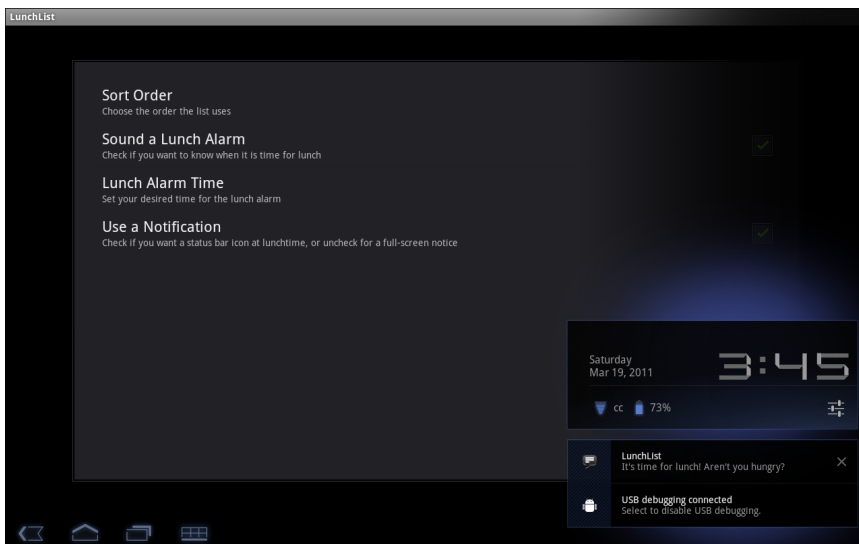 LunchList
Sort Order
Choose the order the list uses
Sound a Lunch Alarm
Check if you want to know when it is time for lunch
Lunch Alarm Time
Set your desired time for the lunch alarm
Use a Notification
Check if you want a status bar icon at lunchtime, or uncheck for a full-screen notice
Saturday
Mar 19, 2011
3:45
cc 73%
LunchList
It's time for lunch! Aren't you hungry?
USB debugging connected
Select to disable USB debugging.